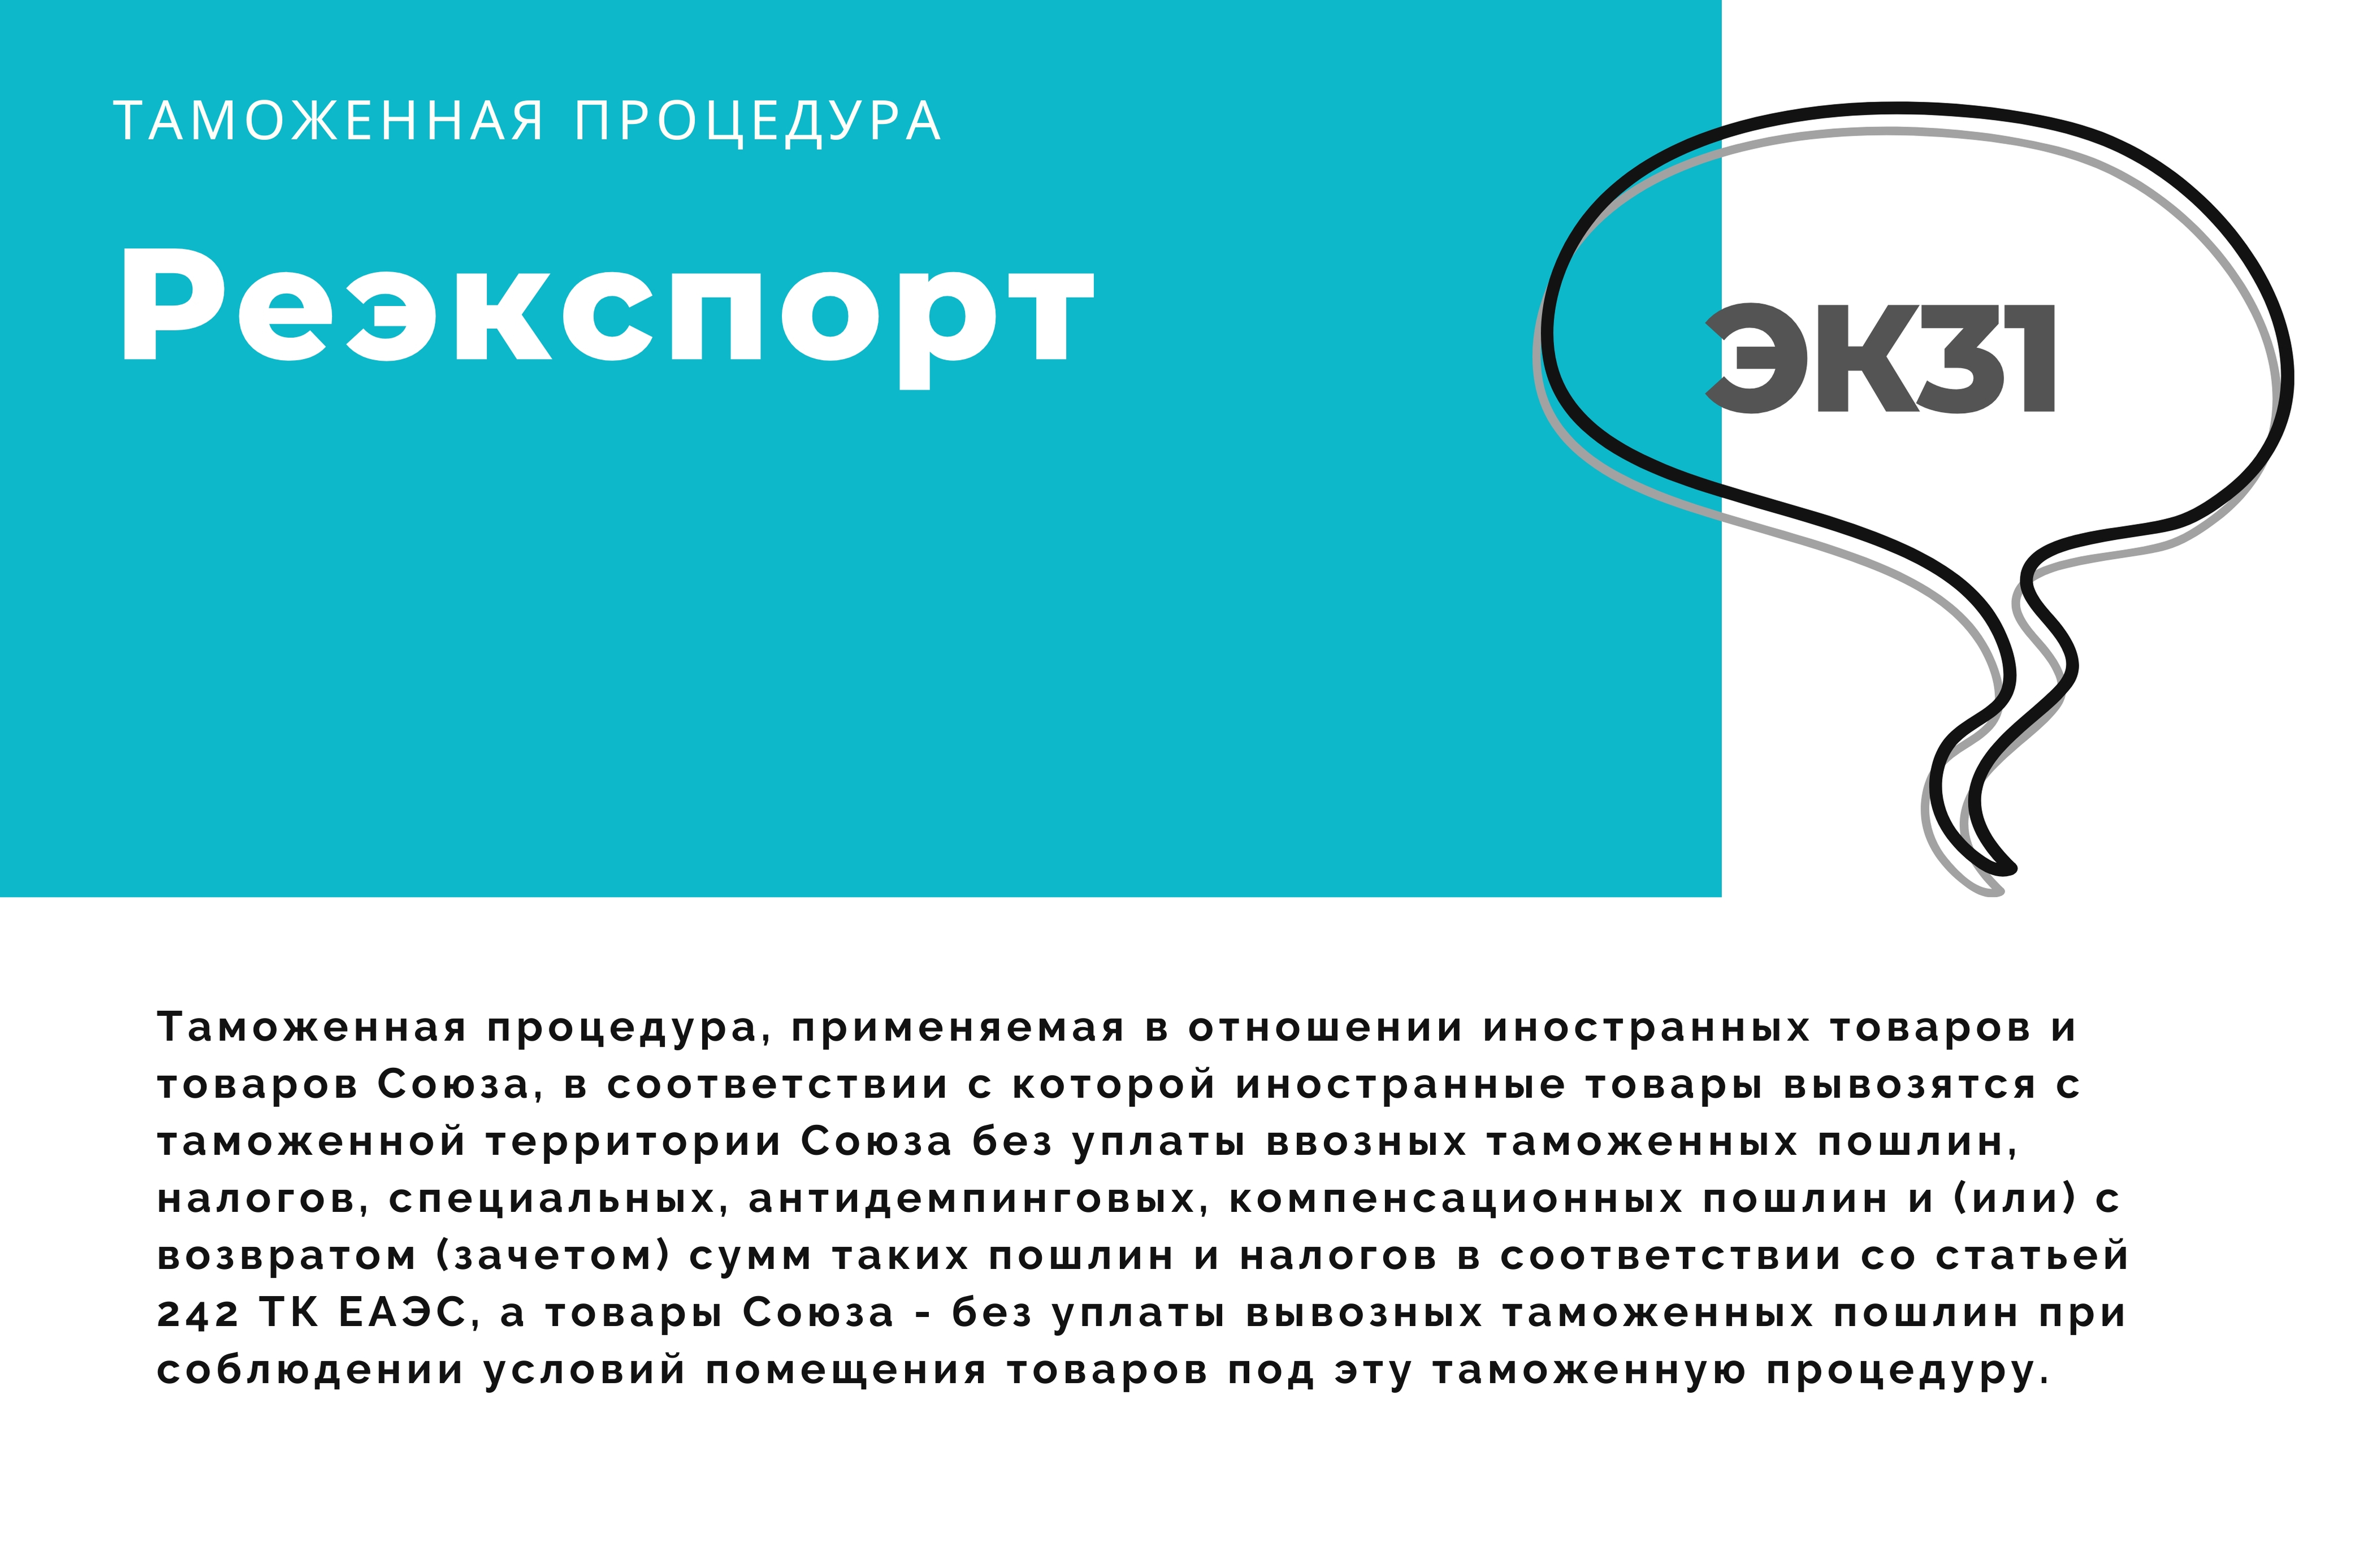 ТАМОЖЕННАЯ ПРОЦЕДУРА
Реэкспорт
ЭК31
Таможенная процедура, применяемая в отношении иностранных товаров и
товаров Союза, в соответствии с которой иностранные товары вывозятся с
таможенной территории Союза без уплаты ввозных таможенных пошлин,
налогов, специальных, антидемпинговых, компенсационных пошлин и (или) с
возвратом (зачетом) сумм таких пошлин и налогов в соответствии со статьей
242 ТК ЕАЭС, а товары Союза - без уплаты вывозных таможенных пошлин при
соблюдении условий помещения товаров под эту таможенную процедуру.